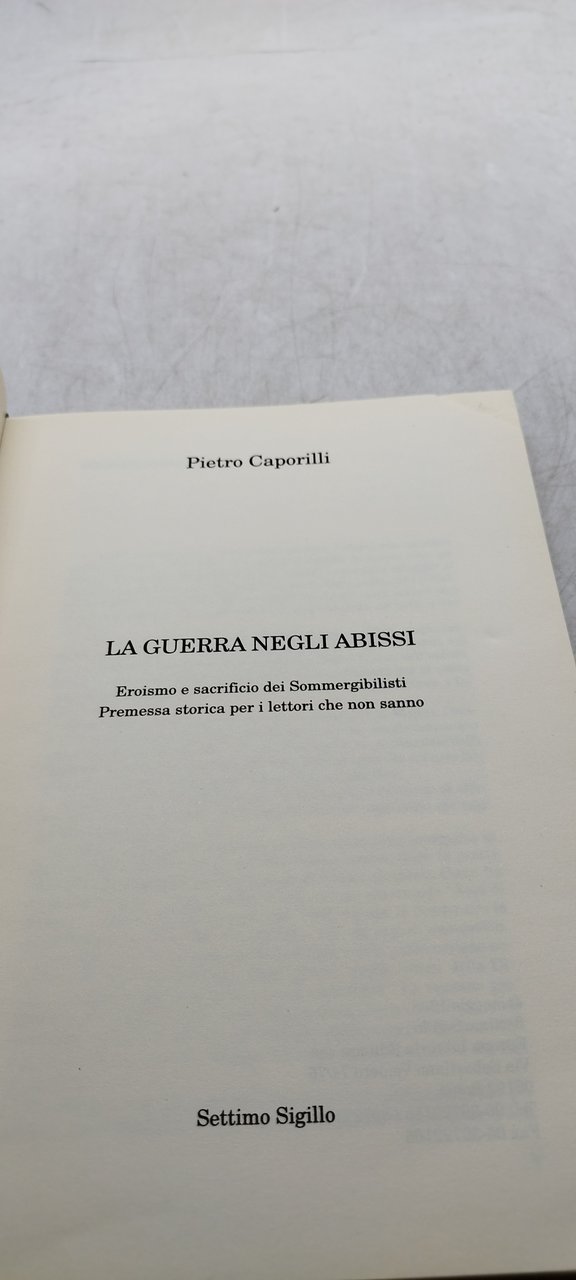 Pietro Caporilli
LA GUERRA NEGLI ABISSI
Eroismo e sacrificio dei Sommergibilisti
Premessa storica per i lettori che non sanno
Settimo Sigillo